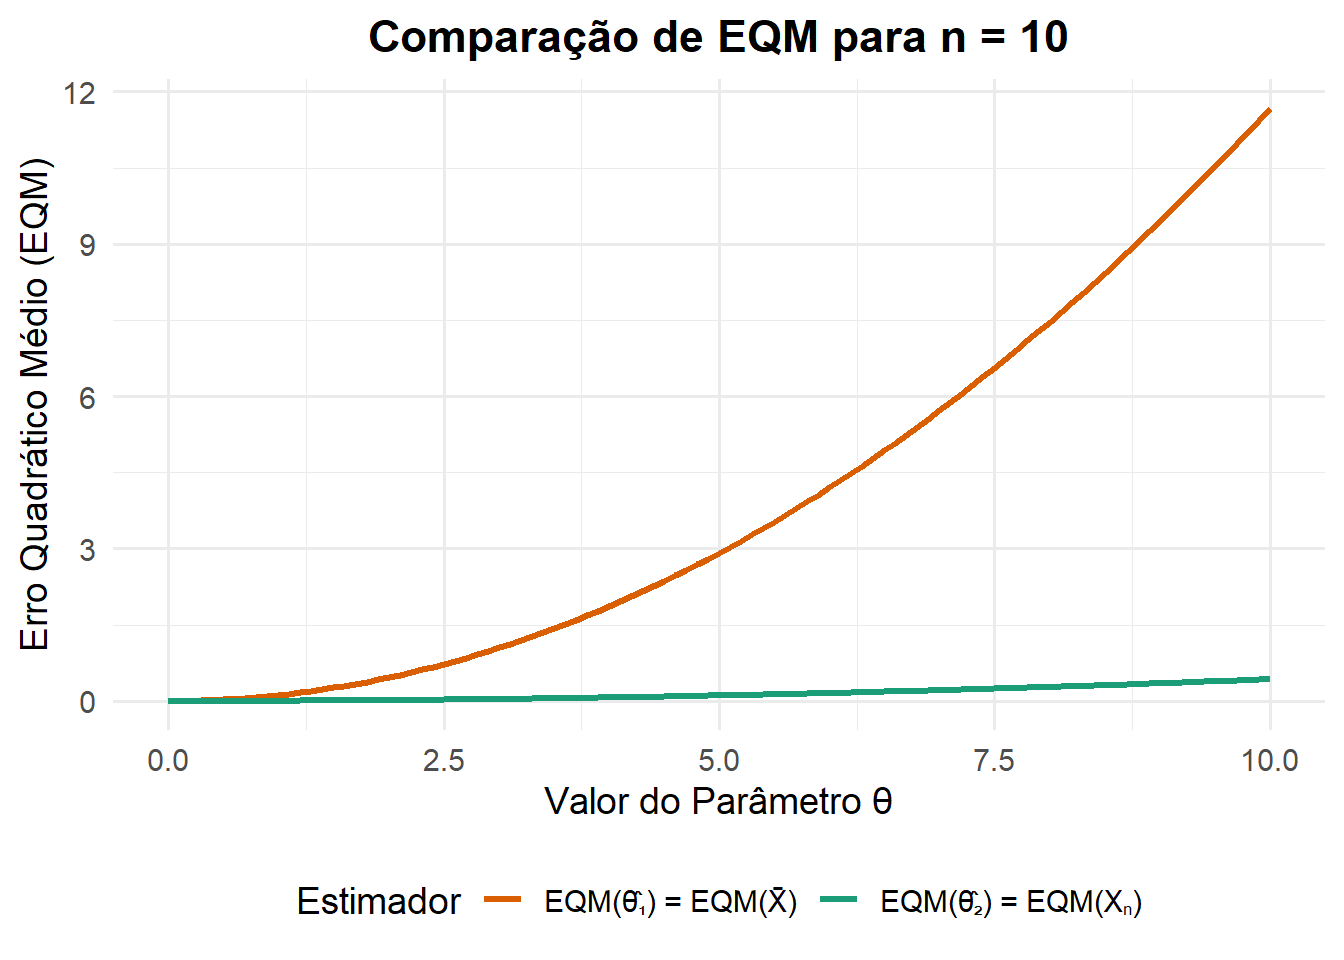 Comparação de EQM para n = 10
Erro Quadrático Médio (EQM)
12
9
6
3
0
0.0 2.5 5.0 7.5 10.0
Valor do Parâmetro θ
Estimador EQM(θ̂₁) = EQM(X̄) EQM(θ̂₂) = EQM(Xₙ)